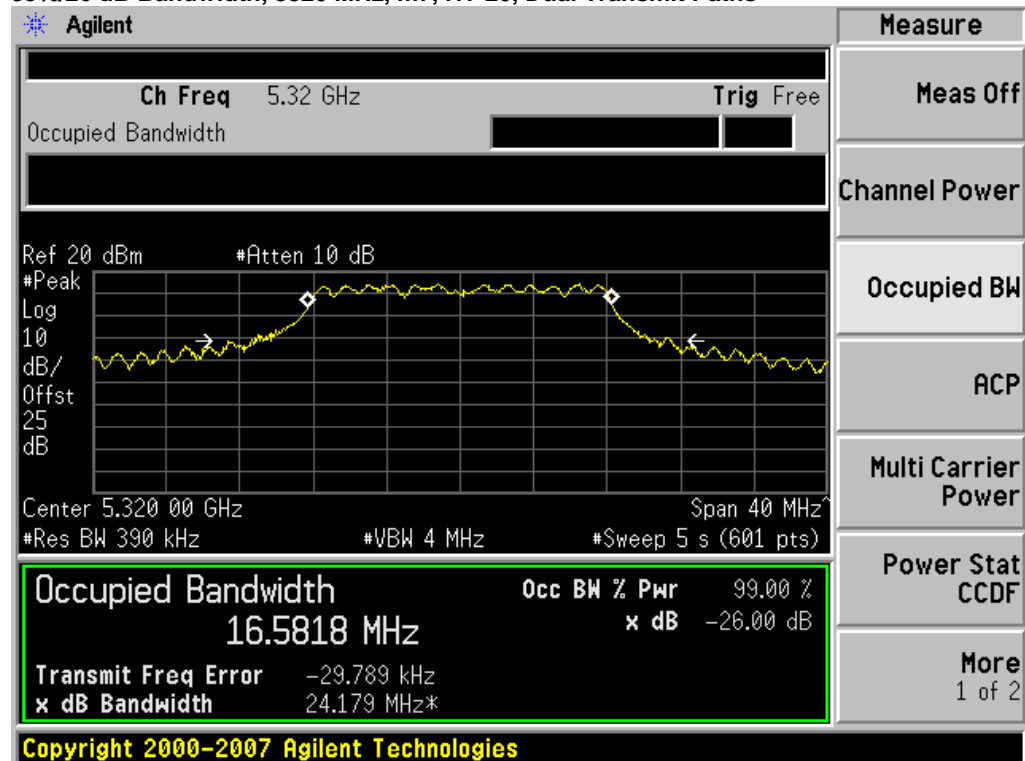 Agilent
Measure
Ch Freq 5.32 GHz Trig Free
Occupied Bandwidth
Meas Off
Channel Power
Occupied BW
ACP
Multi Carrier
Power
Power Stat
CCDF
More
1 of 2
Ref 20 dBm #Atten 10 dB
#Peak
Log
10
dB/
Offst
25
dB
Center 5.320 00 GHz Span 40 MHz^
#Res BW 390 kHz #VBW 4 MHz #Sweep 5 s (601 pts)
Occupied Bandwidth Occ BW % Pwr 99.00 %
16.5818 MHz x dB -26.00 dB
Transmit Freq Error -29.789 kHz
x dB Bandwidth 24.179 MHz*
Copyright 2000-2007 Agilent Technologies